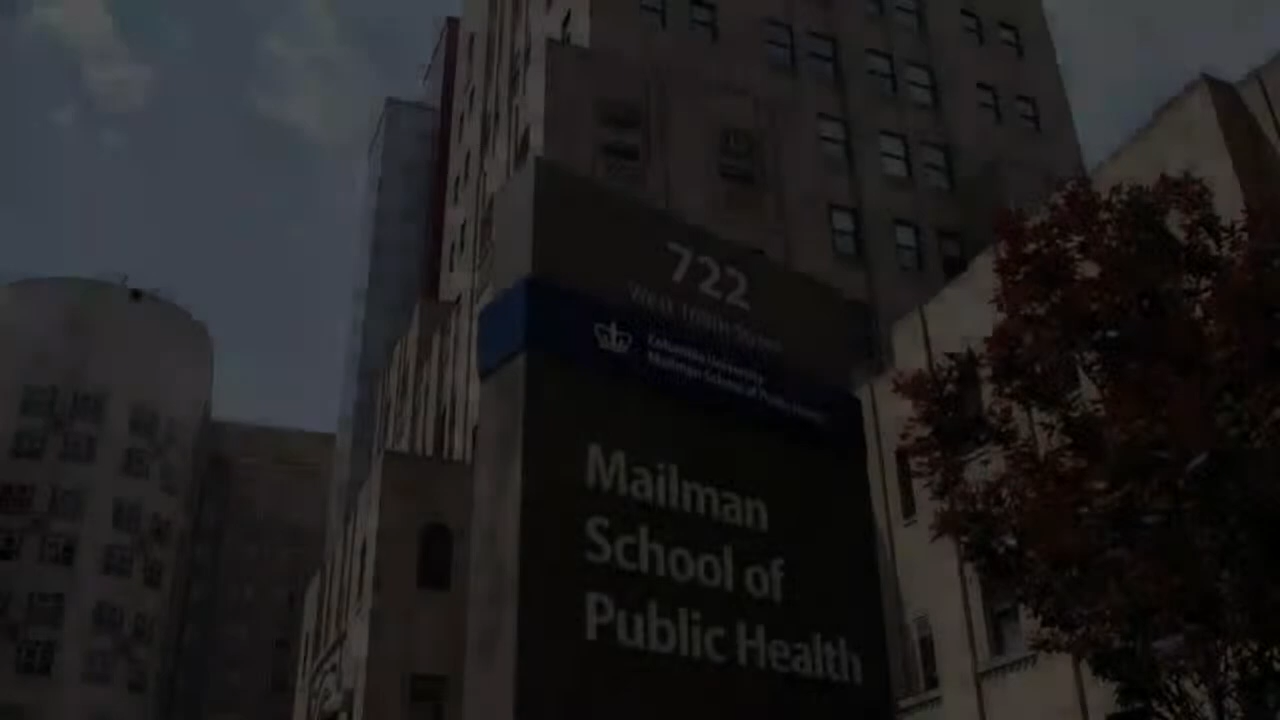 722
West 168th Street
Columbia University
Mailman School of Public Health
Mailman
School of
Public Health